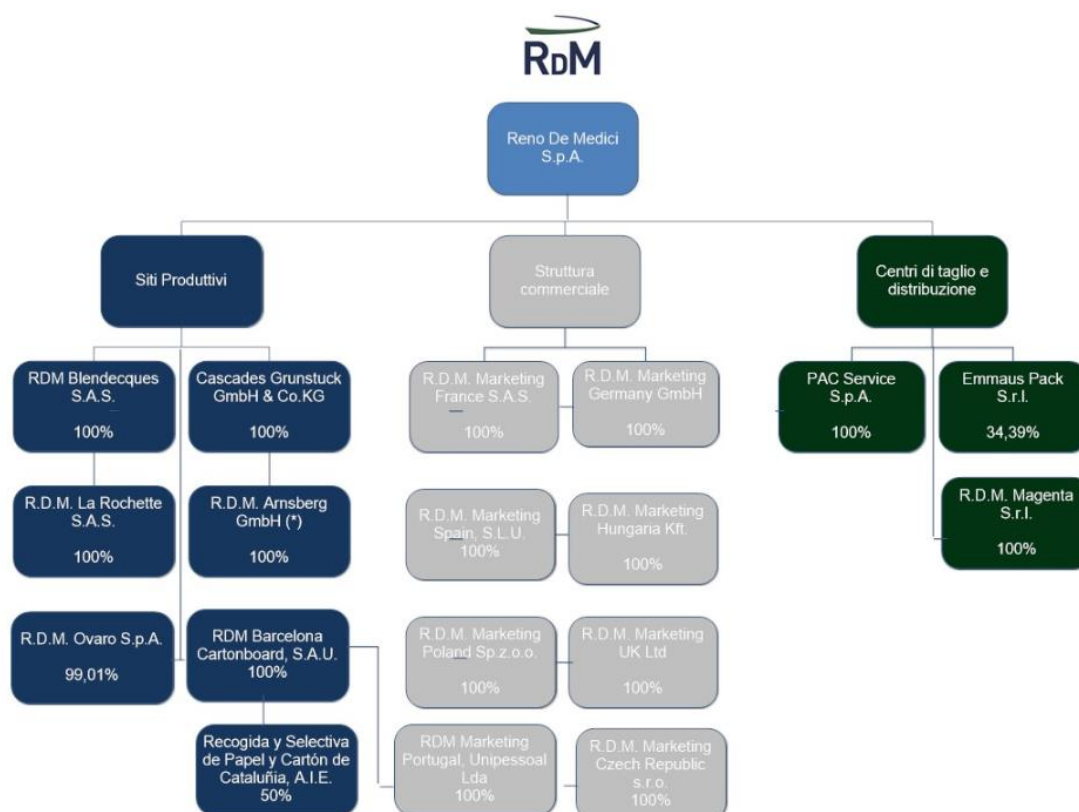 RDM
Reno De Medici
S.p.A.
Siti Produttivi
Struttura
commerciale
Centri di taglio e
distribuzione
RDM Blendecques
S.A.S.
100%
Cascades Grunstuck
GmbH & Co.KG
100%
R.D.M. Marketing
France S.A.S.
100%
R.D.M. Marketing
Germany GmbH
100%
PAC Service
S.p.A.
100%
Emmaus Pack
S.r.l.
34,39%
R.D.M. La Rochette
S.A.S.
100%
R.D.M. Arnsberg
GmbH (*)
100%
R.D.M. Marketing
Spain, S.L.U.
100%
R.D.M. Marketing
Hungaria Kft.
100%
R.D.M. Magenta
S.r.l.
100%
R.D.M. Ovaro S.p.A.
99,01%
RDM Barcelona
Cartonboard, S.A.U.
100%
R.D.M. Marketing
Poland Sp.z.o.o.
100%
R.D.M. Marketing
UK Ltd
100%
Recogida y Selectiva
de Papel y Cartón de
Cataluñia, A.I.E.
50%
RDM Marketing
Portugal, Unipessoal
Lda
100%
R.D.M. Marketing
Czech Republic
s.r.o.
100%